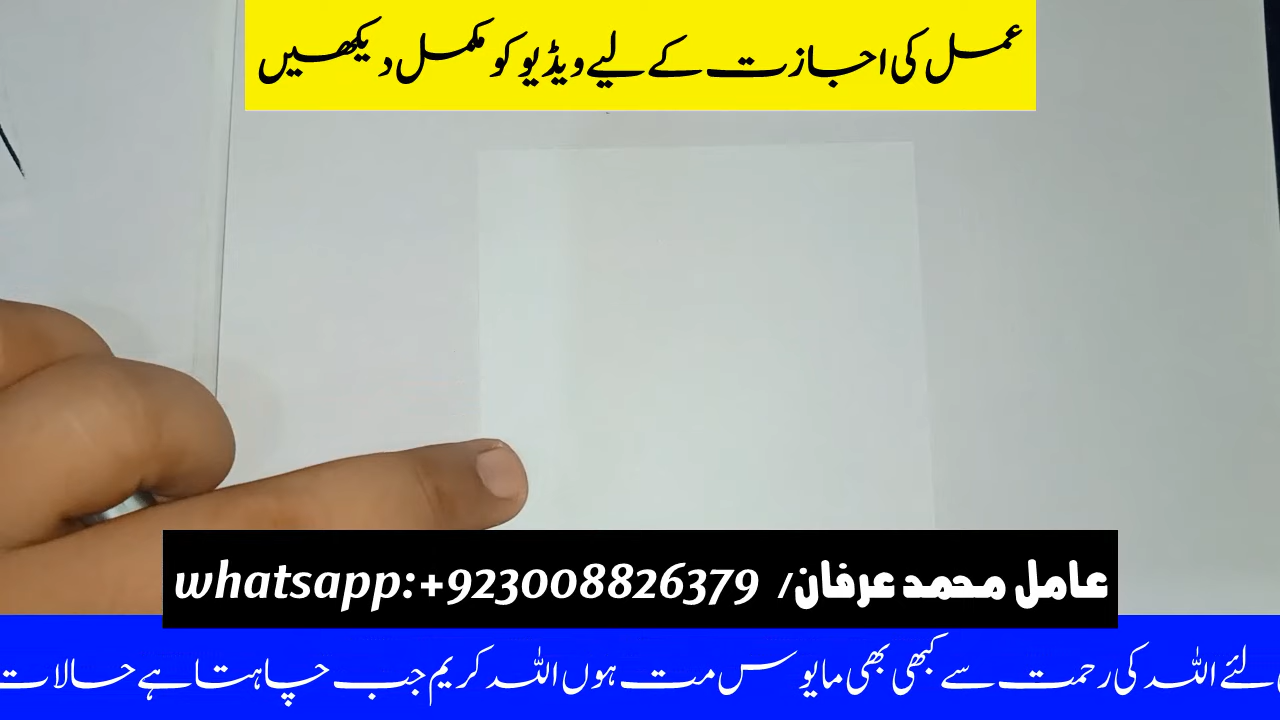 عمل کی اجازت کے لیے ویڈیو کو مکمل دیکھیں
عامل محمد عرفان/ whatsapp:+923008826379
لئے اللہ کی رحمت سے کبھی بھی مایوس مت ہوں اللہ کریم جب چاہتا ہے حالات